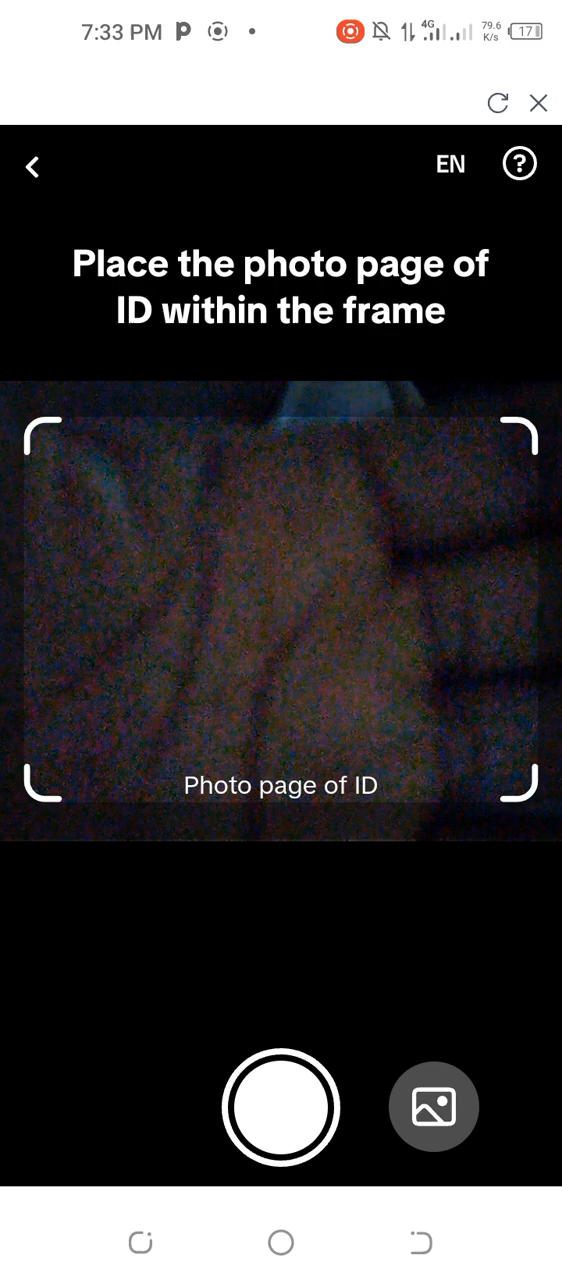 7:33 PM
4G
79.6
K/s
17
EN
?
Place the photo page of
ID within the frame
Photo page of ID